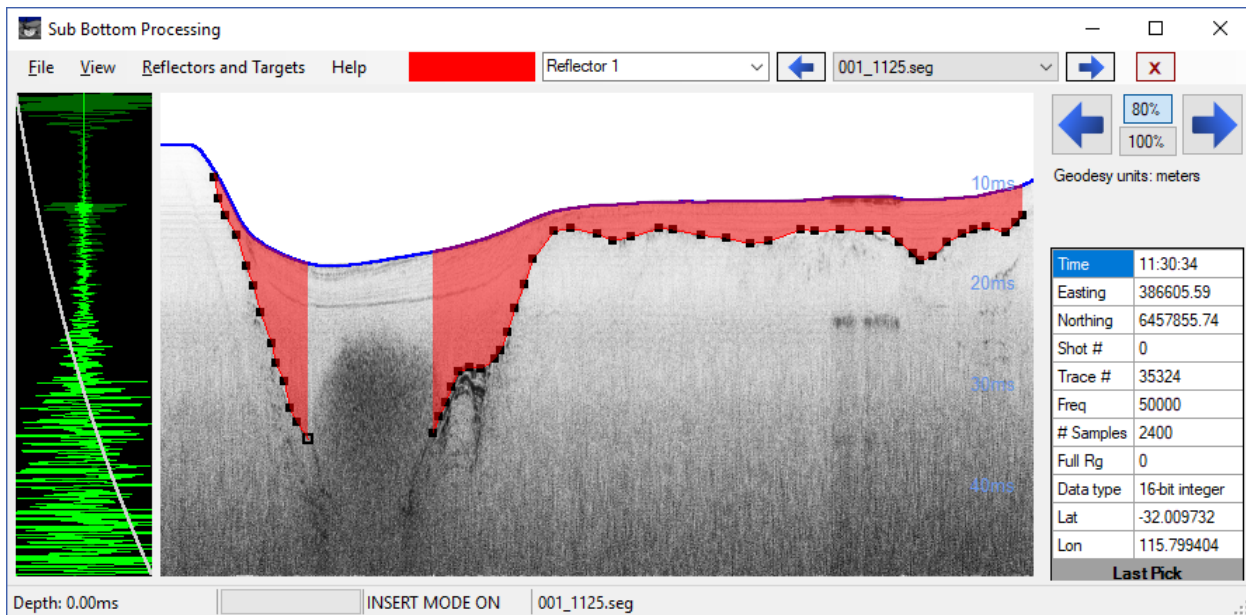 Sub Bottom Processing
File View Reflectors and Targets Help Reflector 1 001_1125.seg X
80%
100%
Geodesy units: meters
10ms
20ms
30ms
40ms
Time 11:30:34
Easting 386605.59
Northing 6457855.74
Shot # 0
Trace # 35324
Freq 50000
# Samples 2400
Full Rg 0
Data type 16-bit integer
Lat -32.009732
Lon 115.799404
Last Pick
Depth: 0.00ms INSERT MODE ON 001_1125.seg